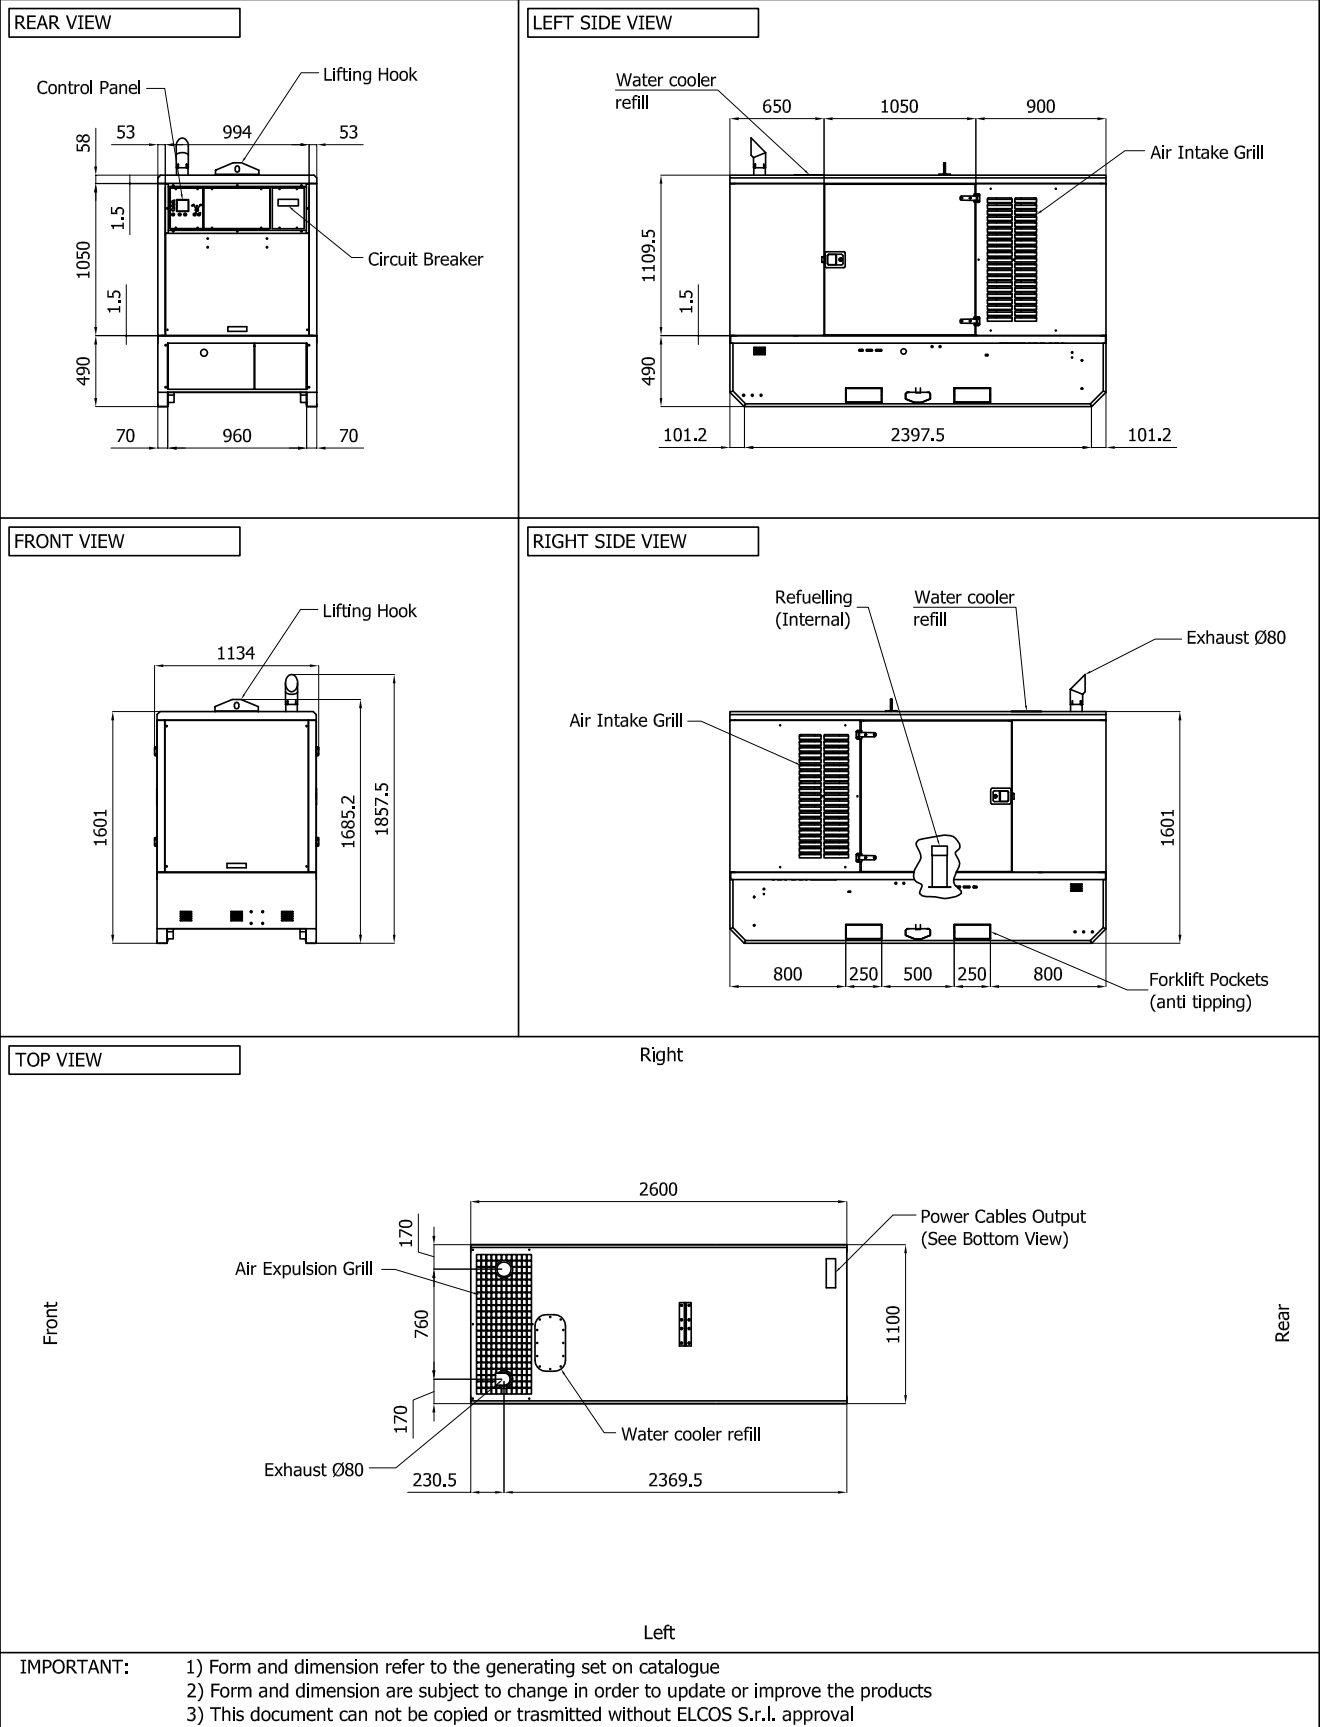 REAR VIEW
Control Panel
Lifting Hook
53
994
53
58
1.5
1050
1.5
490
Circuit Breaker
70
960
70
LEFT SIDE VIEW
Water cooler
refill
650
1050
900
Air Intake Grill
1109.5
1.5
490
101.2
2397.5
101.2
FRONT VIEW
Lifting Hook
1134
1601
1685.2
1857.5
RIGHT SIDE VIEW
Refuelling
(Internal)
Water cooler
refill
Exhaust Ø80
Air Intake Grill
1601
800
250
500
250
800
Forklift Pockets
(anti tipping)
TOP VIEW
Right
2600
170
Power Cables Output
(See Bottom View)
Air Expulsion Grill
Front
760
1100
Rear
170
Water cooler refill
Exhaust Ø80
230.5
2369.5
Left
IMPORTANT:
1) Form and dimension refer to the generating set on catalogue
2) Form and dimension are subject to change in order to update or improve the products
3) This document can not be copied or trasmitted without ELCOS S.r.l. approval